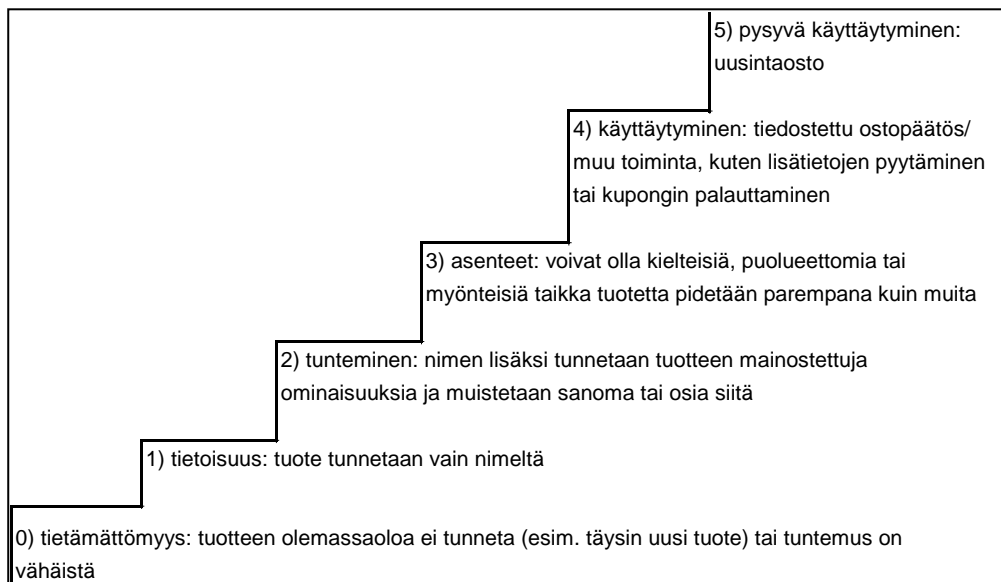 5) pysyvä käyttäytyminen:
uusintaosto
4) käyttäytyminen: tiedostettu ostopäätös/
muu toiminta, kuten lisätietojen pyytäminen
tai kupongin palauttaminen
3) asenteet: voivat olla kielteisiä, puolueettomia tai
myönteisiä taikka tuotetta pidetään parempana kuin muita
2) tunteminen: nimen lisäksi tunnetaan tuotteen mainostettuja
ominaisuuksia ja muistetaan sanoma tai osia siitä
1) tietoisuus: tuote tunnetaan vain nimeltä
0) tietämättömyys: tuotteen olemassaoloa ei tunneta (esim. täysin uusi tuote) tai tuntemus on
vähäistä